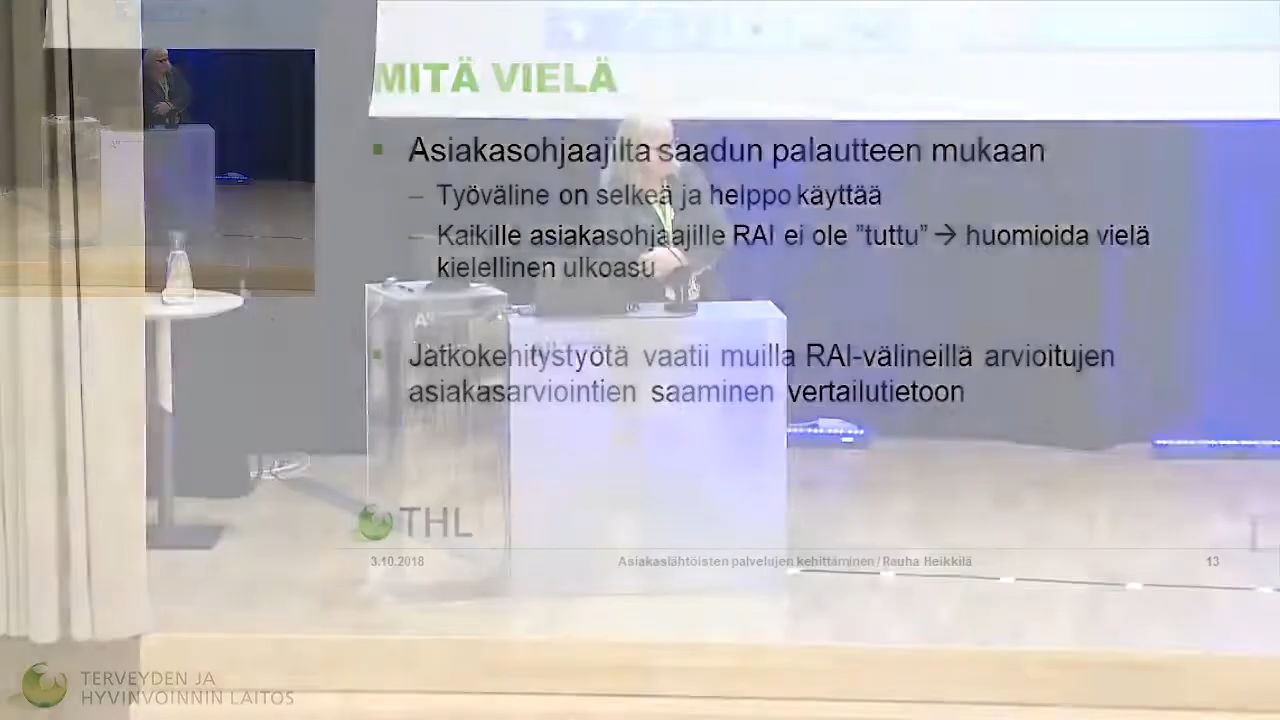 MITÄ VIELÄ
Asiakasohjaajilta saadun palautteen mukaan
– Työväline on selkeä ja helppo käyttää
– Kaikille asiakasohjaajille RAI ei ole ”tuttu” → huomioida vielä
kielellinen ulkoasu
Jatkokehitystyötä vaatii muilla RAI-välineillä arvioitujen
asiakasarviointien saaminen vertailutietoon
THL
3.10.2018 Asiakaslähtöisten palvelujen kehittäminen / Rauha Heikkilä 13
TERVEYDEN JA
HYVINVOINNIN LAITOS